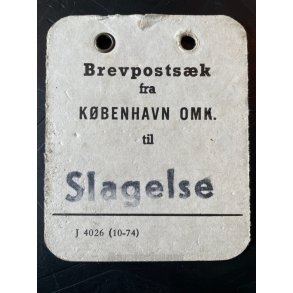 Brevpostsæk
fra
KØBENHAVN OMK.
til
Slagelse
J 4026 (10-74)